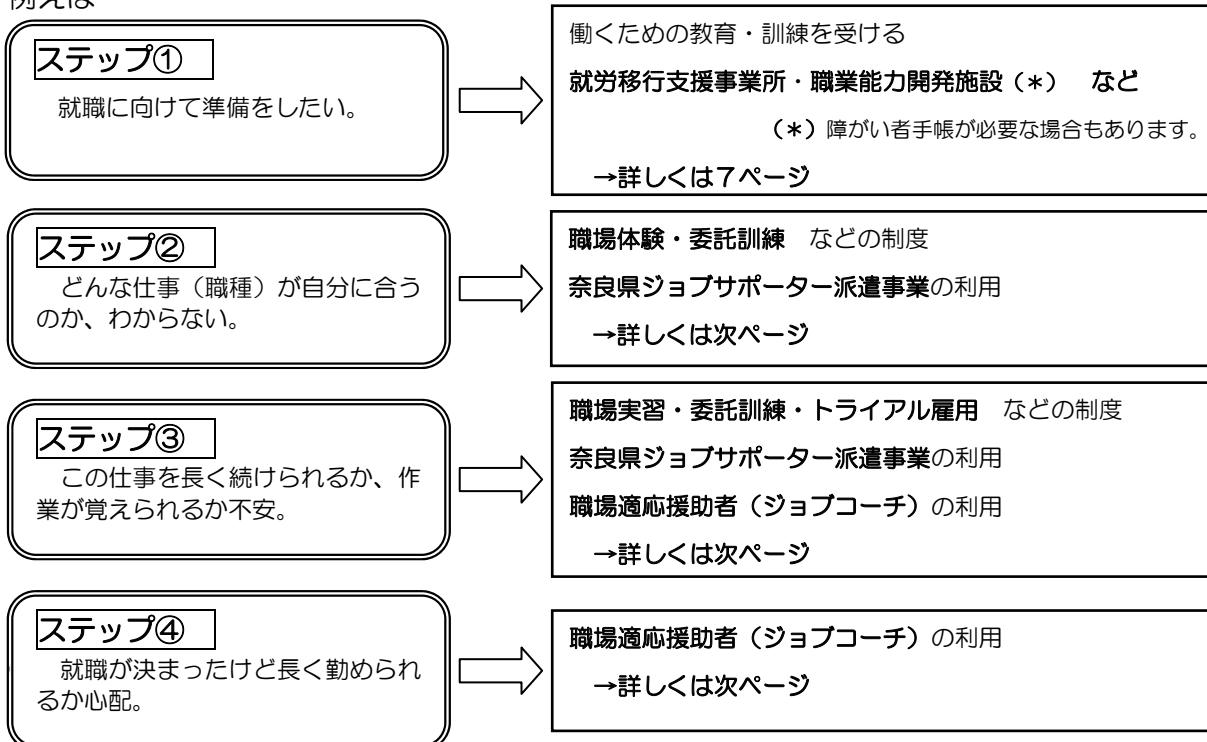 例えば
ステップ①
就職に向けて準備をしたい。
働くための教育・訓練を受ける
就労移行支援事業所・職業能力開発施設（＊）　など
（＊）障がい者手帳が必要な場合もあります。
→詳しくは７ページ
ステップ②
どんな仕事（職種）が自分に合う
のか、わからない。
職場体験・委託訓練　などの制度
奈良県ジョブサポーター派遣事業の利用
→詳しくは次ページ
ステップ③
この仕事を長く続けられるか、作
業が覚えられるか不安。
職場実習・委託訓練・トライアル雇用　などの制度
奈良県ジョブサポーター派遣事業の利用
職場適応援助者（ジョブコーチ）の利用
→詳しくは次ページ
ステップ④
就職が決まったけど長く勤められ
るか心配。
職場適応援助者（ジョブコーチ）の利用
→詳しくは次ページ